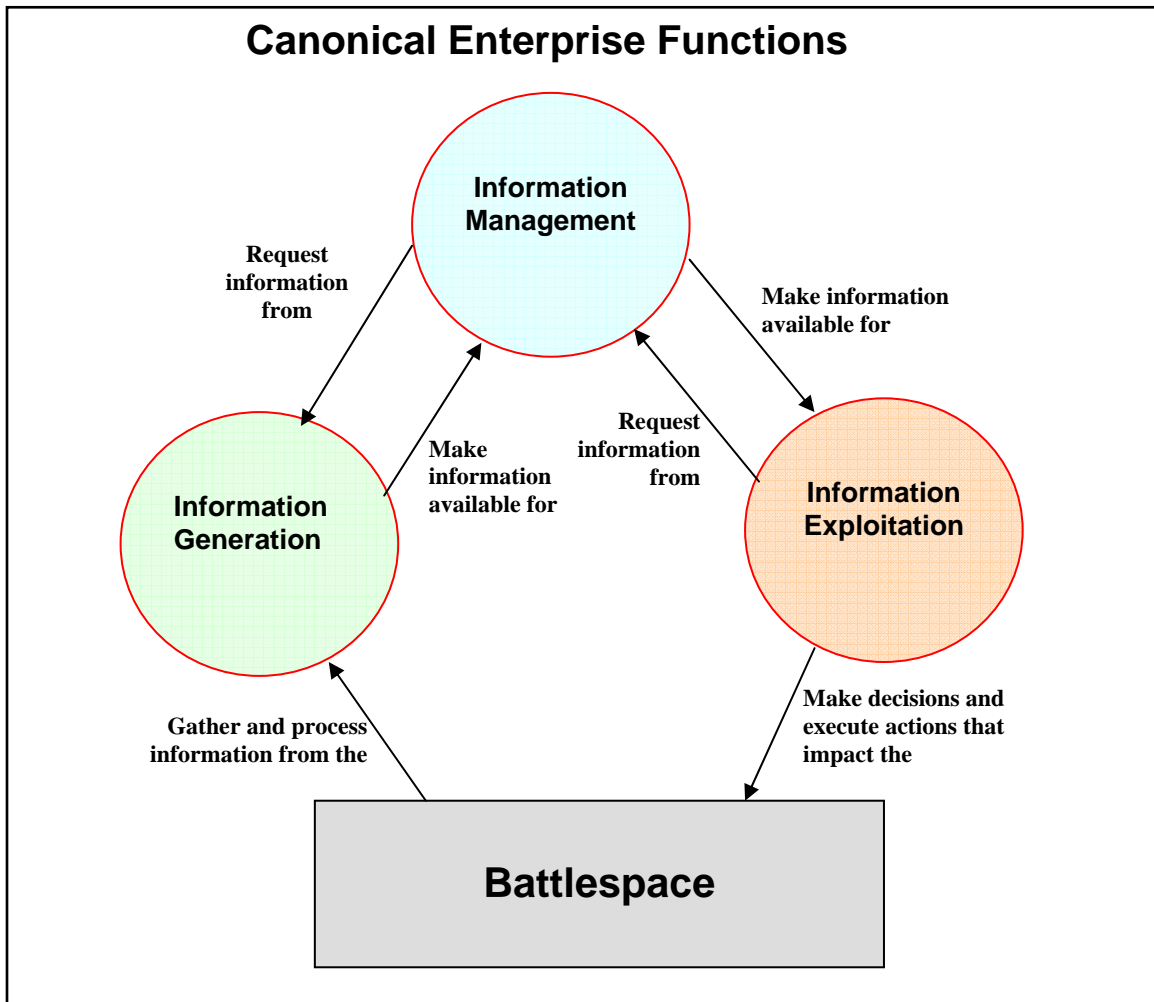 Canonical Enterprise Functions
Information
Management
Request
information
from
Make information
available for
Make
information
available for
Request
information
from
Information
Generation
Information
Exploitation
Gather and process
information from the
Make decisions and
execute actions that
impact the
Battlespace